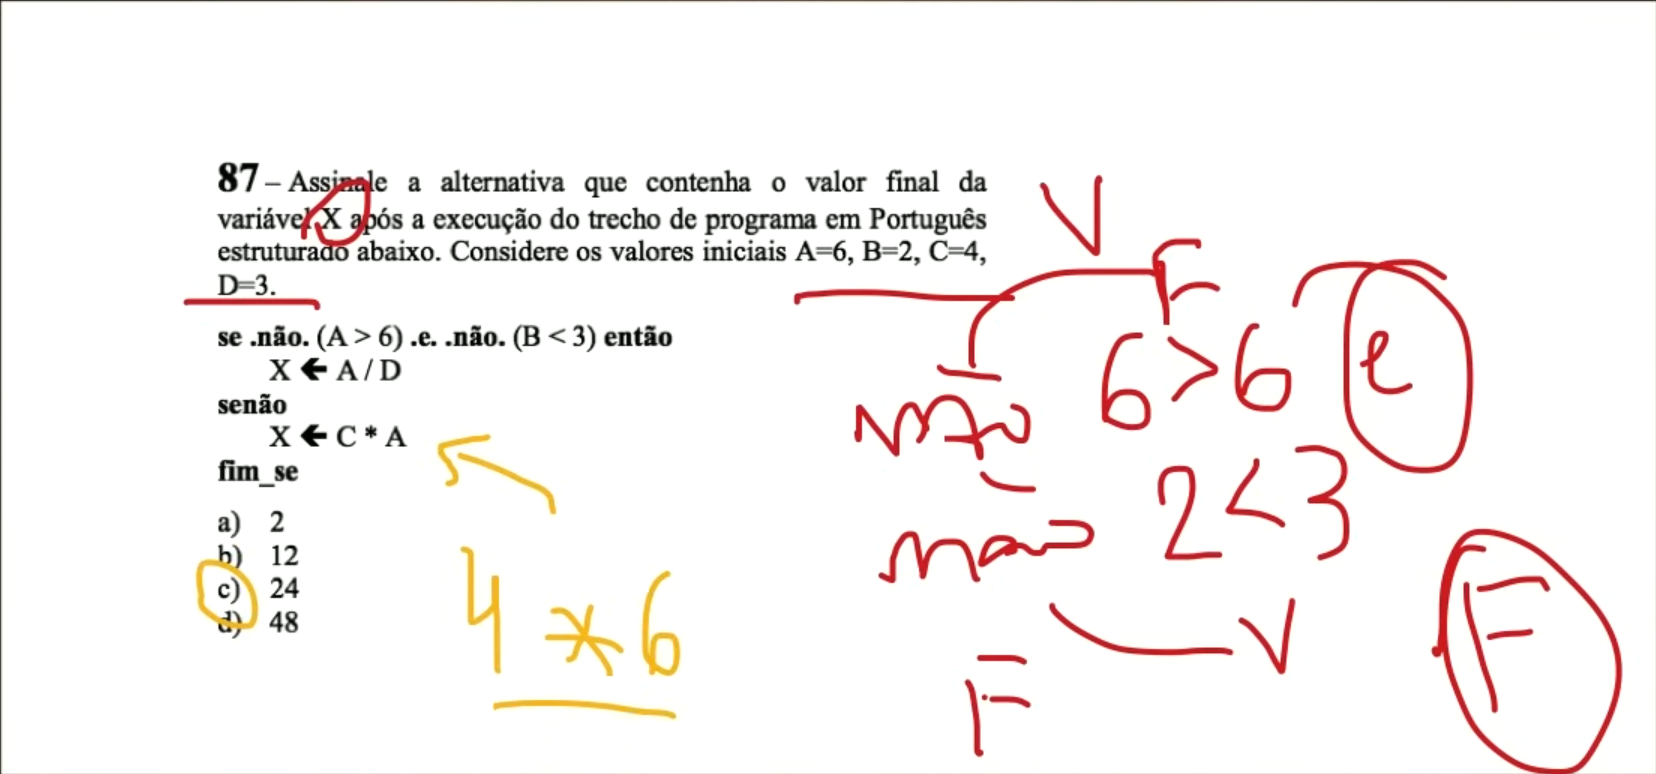 87 – Assinale a alternativa que contenha o valor final da
variável X após a execução do trecho de programa em Português
estruturado abaixo. Considere os valores iniciais A=6, B=2, C=4,
D=3.
se .não. (A > 6) .e. .não. (B < 3) então
X 🡨 A / D
senão
X 🡨 C * A
fim_se
a) 2
b) 12
c) 24
d) 48
4 * 6
V
F
não 6 > 6 e
não 2 < 3
V
F
F